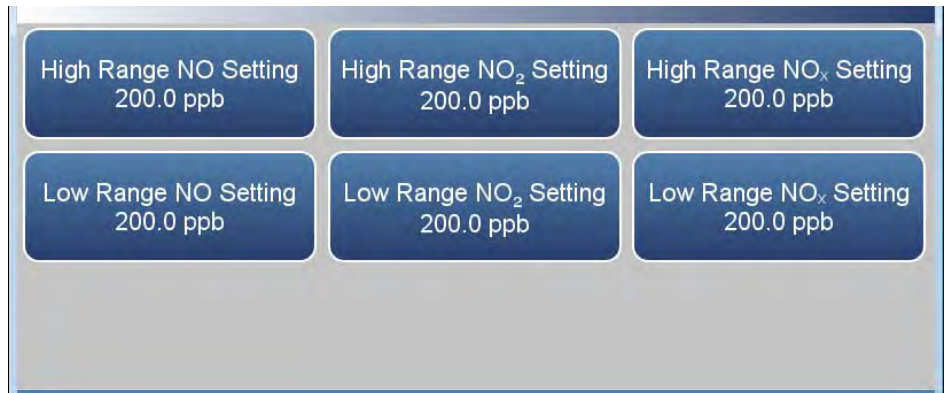 High Range NO Setting
200.0 ppb
High Range NO₂ Setting
200.0 ppb
High Range NOₓ Setting
200.0 ppb
Low Range NO Setting
200.0 ppb
Low Range NO₂ Setting
200.0 ppb
Low Range NOₓ Setting
200.0 ppb